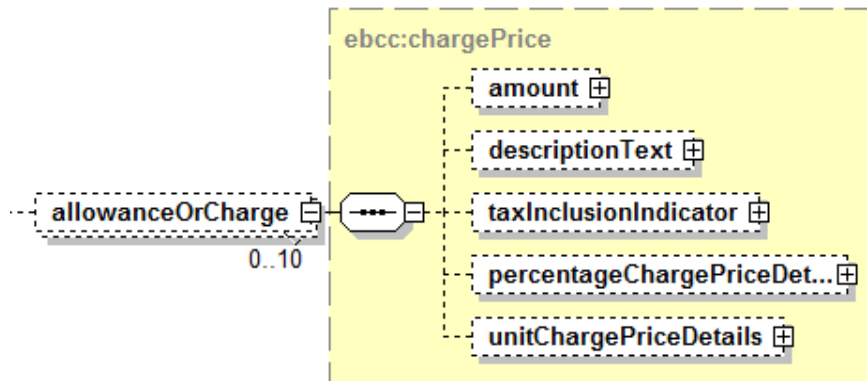 ebcc:chargePrice
amount
descriptionText
allowanceOrCharge
0..10
taxInclusionIndicator
percentageChargePriceDet...
unitChargePriceDetails